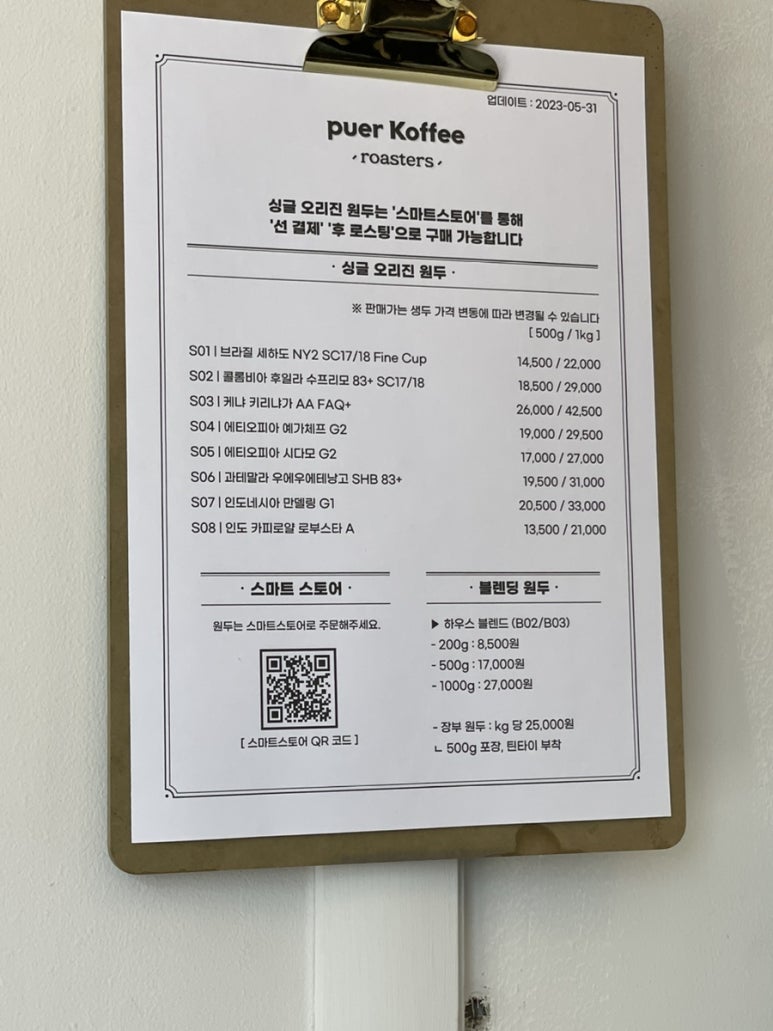 업데이트 : 2023-05-31
puer Koffee
roasters
싱글 오리진 원두는 '스마트스토어'를 통해
'선 결제' '후 로스팅'으로 구매 가능합니다
· 싱글 오리진 원두 ·
※ 판매가는 생두 가격 변동에 따라 변경될 수 있습니다
[ 500g / 1kg ]
S01 | 브라질 세하도 NY2 SC17/18 Fine Cup 14,500 / 22,000
S02 | 콜롬비아 후일라 수프리모 83+ SC17/18 18,500 / 29,000
S03 | 케냐 키리냐가 AA FAQ+ 26,000 / 42,500
S04 | 에티오피아 예가체프 G2 19,000 / 29,500
S05 | 에티오피아 시다모 G2 17,000 / 27,000
S06 | 과테말라 우에우에테낭고 SHB 83+ 19,500 / 31,000
S07 | 인도네시아 만델링 G1 20,500 / 33,000
S08 | 인도 카피로얄 로부스타 A 13,500 / 21,000
· 스마트 스토어 ·
원두는 스마트스토어로 주문해주세요.
[ 스마트스토어 QR 코드 ]
· 블렌딩 원두 ·
▶ 하우스 블렌드 (B02/B03)
- 200g : 8,500원
- 500g : 17,000원
- 1000g : 27,000원
- 장부 원두 : kg 당 25,000원
ㄴ 500g 포장, 틴타이 부착